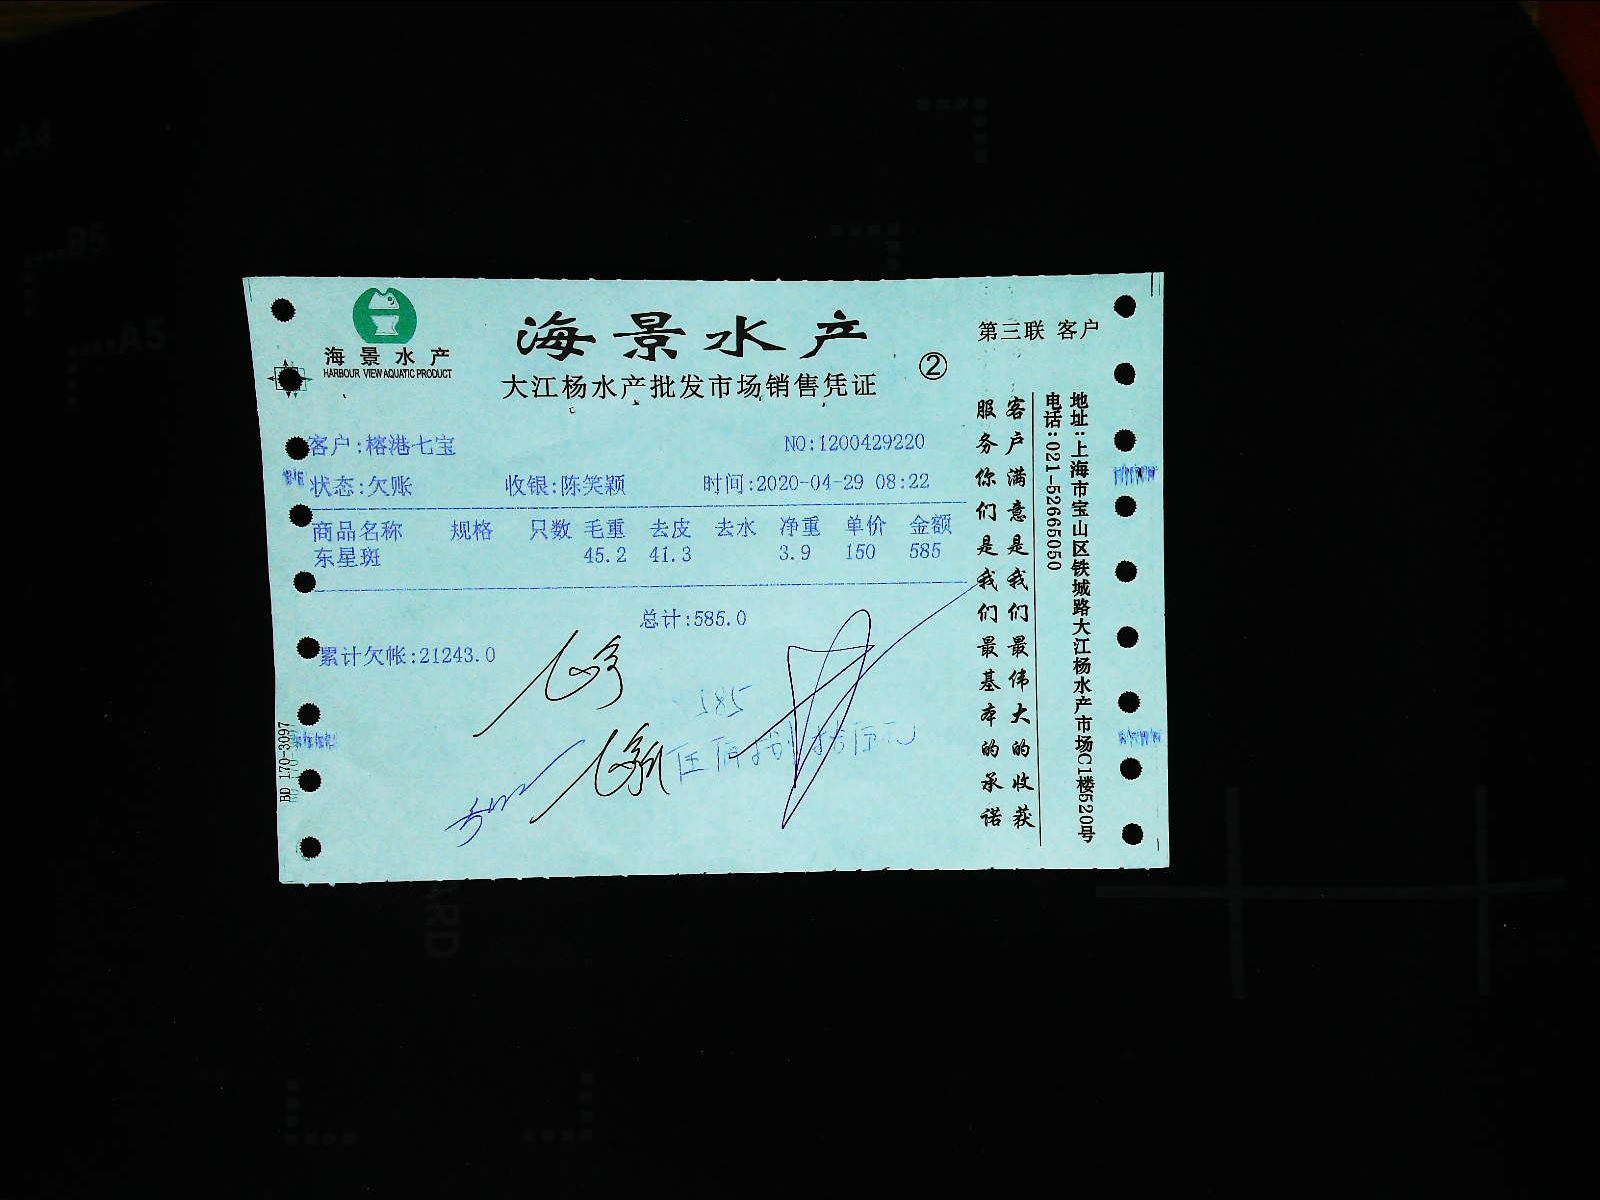 海景水产
HARBOUR VIEW AQUATIC PRODUCT
海景水产
大江杨水产批发市场销售凭证
②
第三联 客户
客户:榕港七宝 NO:1200429220
状态:欠账 收银:陈笑颖 时间:2020-04-29 08:22
商品名称 规格 只数 毛重 去皮 去水 净重 单价 金额
东星斑 45.2 41.3 3.9 150 585
总计:585.0
累计欠帐:21243.0
585
客户满意是我们最伟大的收获
服务你们是我们最基本的承诺
地址:上海市宝山区铁城路大江杨水产市场C1楼520号
电话:021-52665050
BD 170-3097
A4
B5
A5